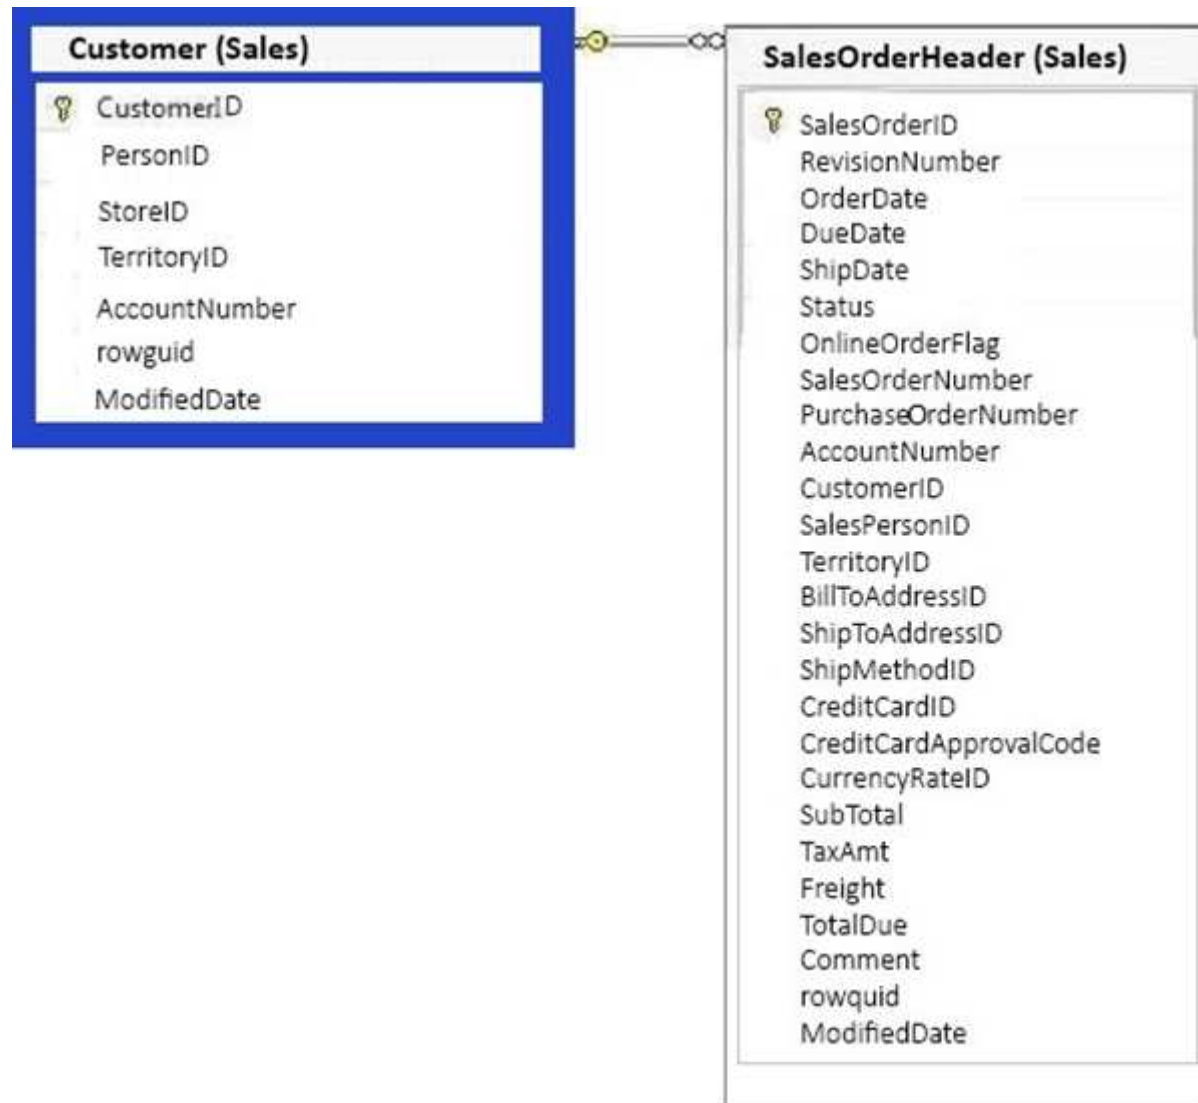 Customer (Sales)
CustomerID
PersonID
StoreID
TerritoryID
AccountNumber
rowguid
ModifiedDate
SalesOrderHeader (Sales)
SalesOrderID
RevisionNumber
OrderDate
DueDate
ShipDate
Status
OnlineOrderFlag
SalesOrderNumber
PurchaseOrderNumber
AccountNumber
CustomerID
SalesPersonID
TerritoryID
BillToAddressID
ShipToAddressID
ShipMethodID
CreditCardID
CreditCardApprovalCode
CurrencyRateID
SubTotal
TaxAmt
Freight
TotalDue
Comment
rowquid
ModifiedDate